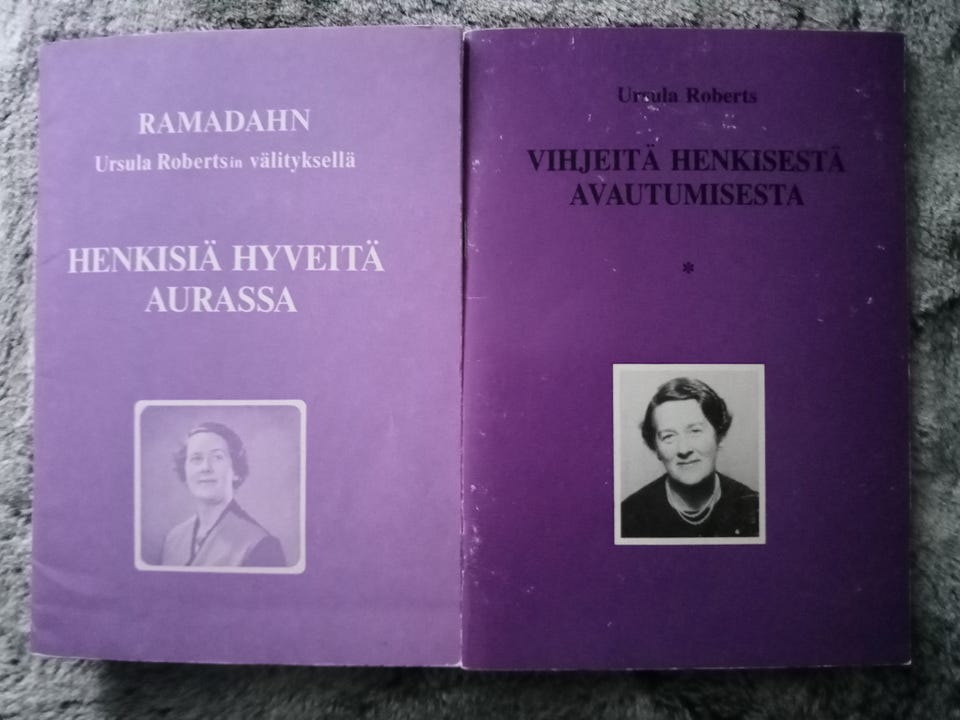 RAMADAHN
Ursula Robertsin välityksellä
HENKISIÄ HYVEITÄ
AURASSA
Ursula Roberts
VIHJEITÄ HENKISESTÄ
AVAUTUMISESTA
*